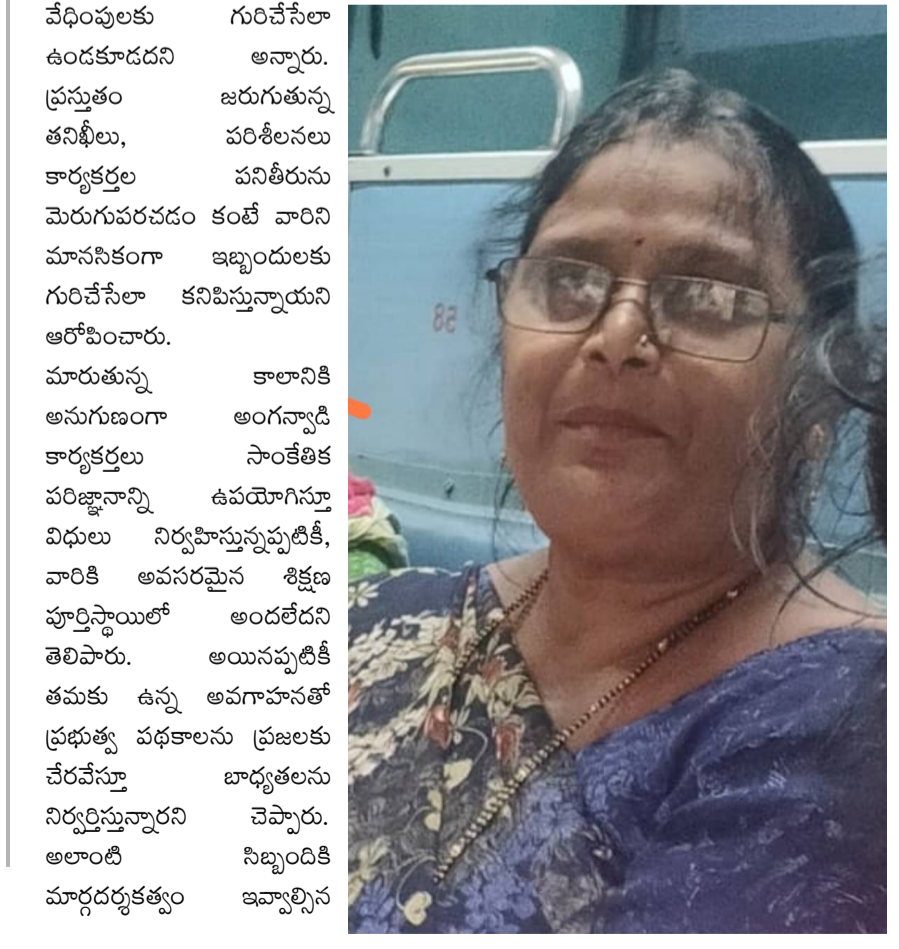 వేధింపులకు గురిచేసేలా
ఉండకూడదని అన్నారు.
ప్రస్తుతం జరుగుతున్న
తనిఖీలు, పరిశీలనలు
కార్యకర్తల పనితీరును
మెరుగుపరచడం కంటే వారిని
మానసికంగా ఇబ్బందులకు
గురిచేసేలా కనిపిస్తున్నాయని
ఆరోపించారు.
మారుతున్న కాలానికి
అనుగుణంగా అంగన్వాడి
కార్యకర్తలు సాంకేతిక
పరిజ్ఞానాన్ని ఉపయోగిస్తూ
విధులు నిర్వహిస్తున్నప్పటికీ,
వారికి అవసరమైన శిక్షణ
పూర్తిస్థాయిలో అందలేదని
తెలిపారు. అయినప్పటికీ
తమకు ఉన్న అవగాహనతో
ప్రభుత్వ పథకాలను ప్రజలకు
చేరవేస్తూ బాధ్యతలను
నిర్వర్తిస్తున్నారని చెప్పారు.
అలాంటి సిబ్బందికి
మార్గదర్శకత్వం ఇవ్వాల్సిన
58